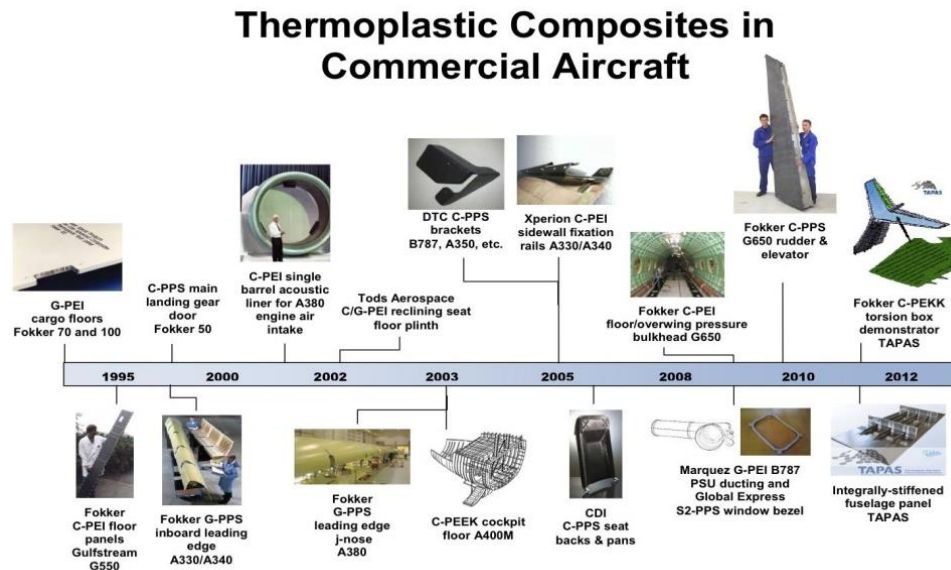 Thermoplastic Composites in
Commercial Aircraft
G-PEI
cargo floors
Fokker 70 and 100
C-PPS main
landing gear
door
Fokker 50
C-PEI single
barrel acoustic
liner for A380
engine air
intake
Tods Aerospace
C/G-PEI reclining seat
floor plinth
DTC C-PPS
brackets
B787, A350, etc.
Xperion C-PEI
sidewall fixation
rails A330/A340
Fokker C-PEI
floor/overwing pressure
bulkhead G650
Fokker C-PPS
G650 rudder &
elevator
TAPAS
Fokker C-PEKK
torsion box
demonstrator
TAPAS
1995
2000
2002
2003
2005
2008
2010
2012
Fokker
C-PEI floor
panels
Gulfstream
G550
Fokker G-PPS
inboard leading
edge
A330/A340
Fokker
G-PPS
leading edge
j-nose
A380
C-PEEK cockpit
floor A400M
CDI
C-PPS seat
backs & pans
Marquez G-PEI B787
PSU ducting and
Global Express
S2-PPS window bezel
TAPAS
Integrally-stiffened
fuselage panel
TAPAS